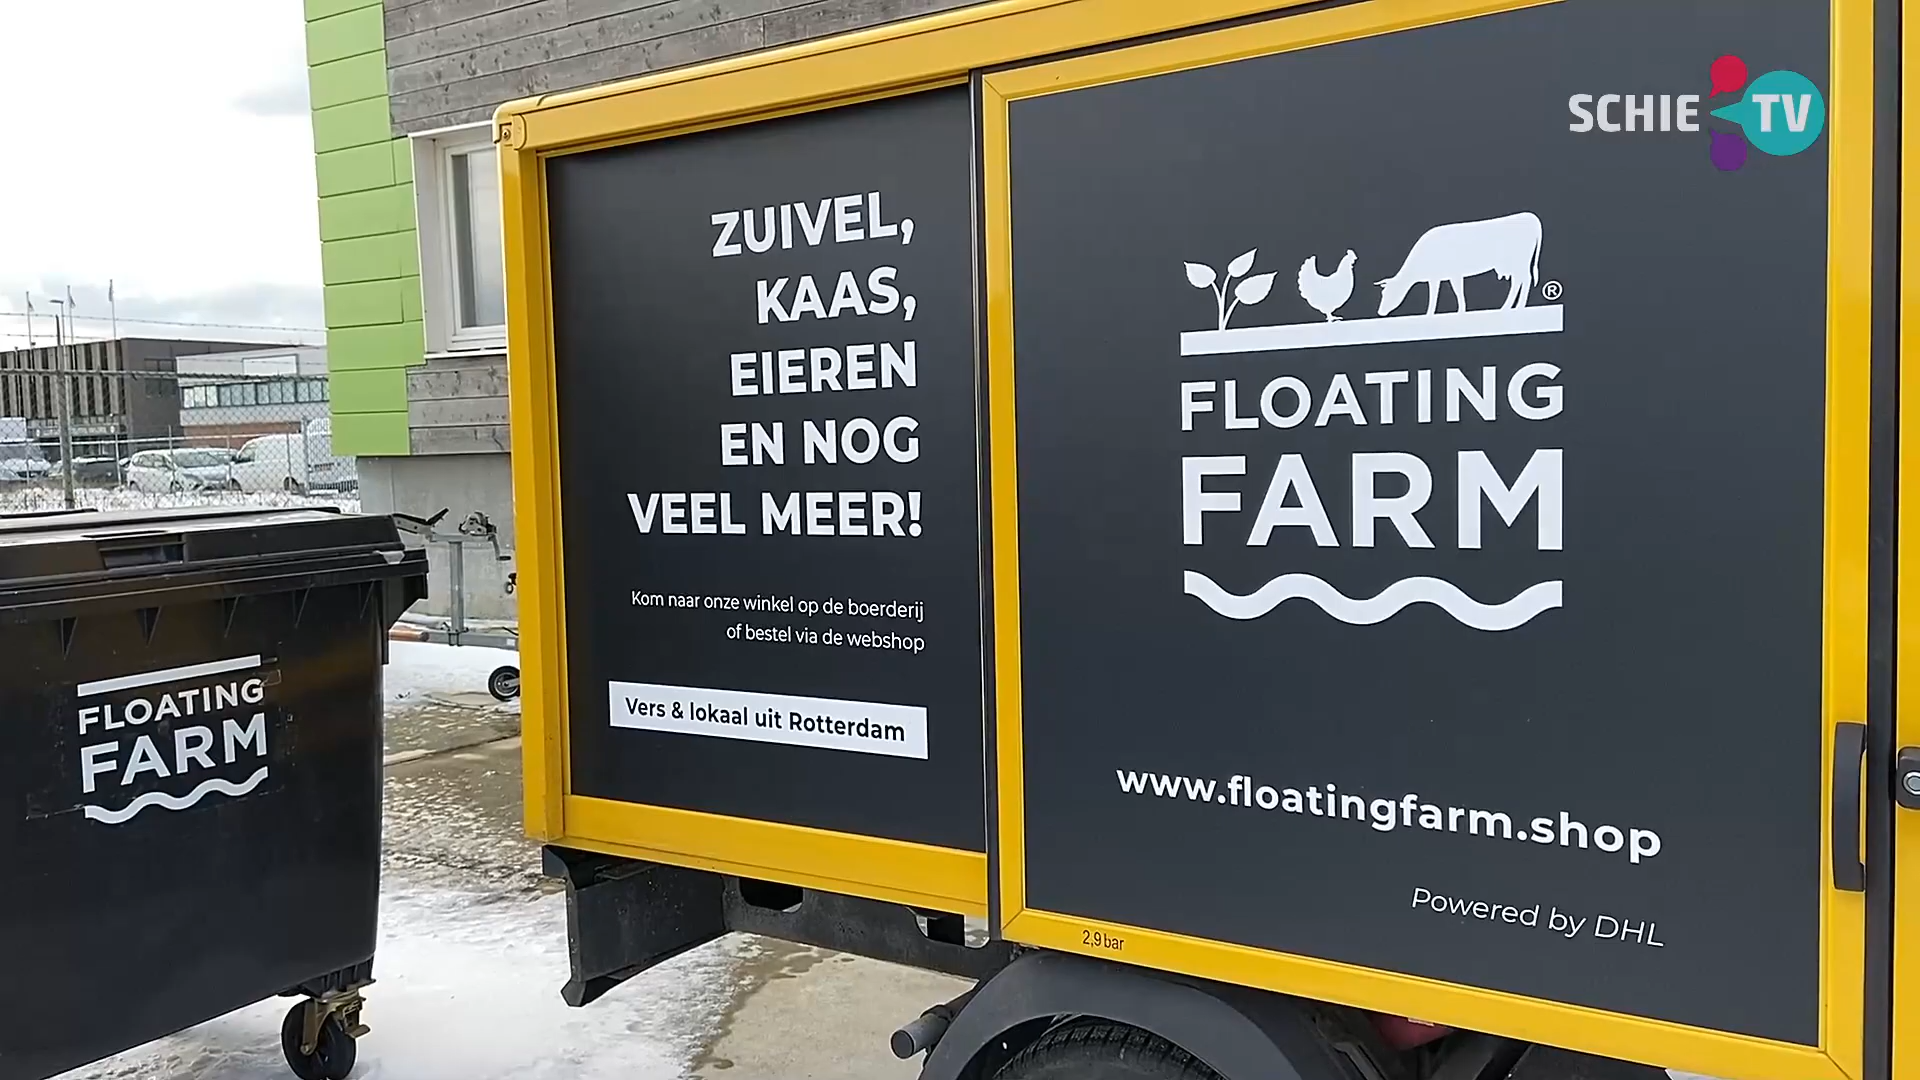 SCHIE TV
ZUIVEL,
KAAS,
EIEREN
EN NOG
VEEL MEER!
Kom naar onze winkel op de boerderij
of bestel via de webshop
Vers & lokaal uit Rotterdam
®
FLOATING
FARM
www.floatingfarm.shop
Powered by DHL
2,9 bar
FLOATING
FARM